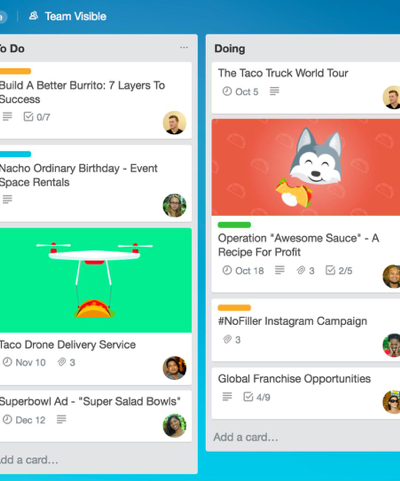 Team Visible
To Do
Build A Better Burrito: 7 Layers To
Success
0/7
Nacho Ordinary Birthday - Event
Space Rentals
Taco Drone Delivery Service
Nov 10 3
Superbowl Ad - "Super Salad Bowls"
Dec 12
Add a card…
Doing
The Taco Truck World Tour
Oct 5
Operation "Awesome Sauce" - A
Recipe For Profit
Oct 18 3 2/5
#NoFiller Instagram Campaign
3
Global Franchise Opportunities
4/9
Add a card…